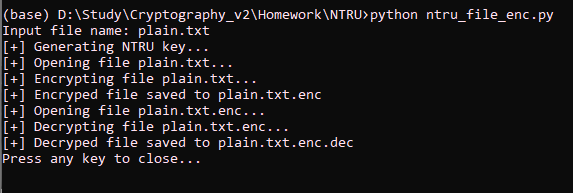 (base) D:\Study\Cryptography_v2\Homework\NTRU>python ntru_file_enc.py
Input file name: plain.txt
[+] Generating NTRU key...
[+] Opening file plain.txt...
[+] Encrypting file plain.txt...
[+] Encryped file saved to plain.txt.enc
[+] Opening file plain.txt.enc...
[+] Decrypting file plain.txt.enc...
[+] Decryped file saved to plain.txt.enc.dec
Press any key to close...